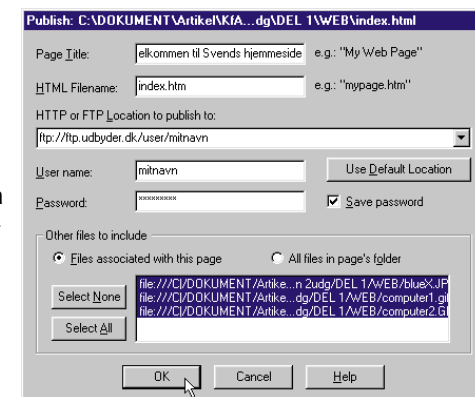 Publish: C:\DOKUMENT\Artikel\KfA...dg\DEL 1\WEB\index.html
Page Title: elkommen til Svends hjemmeside e.g.: "My Web Page"
HTML Filename: index.htm e.g.: "mypage.htm"
HTTP or FTP Location to publish to:
ftp://ftp.udbyder.dk/user/mitnavn
User name: mitnavn Use Default Location
Password: ********* Save password
Other files to include
Files associated with this page All files in page's folder
Select None
Select All
file:///C|/DOKUMENT/Artike...n 2udg/DEL 1/WEB/blueX.JP
file:///C|/DOKUMENT/Artike...dg/DEL 1/WEB/computer1.gi
file:///C|/DOKUMENT/Artike...dg/DEL 1/WEB/computer2.GI
OK Cancel Help